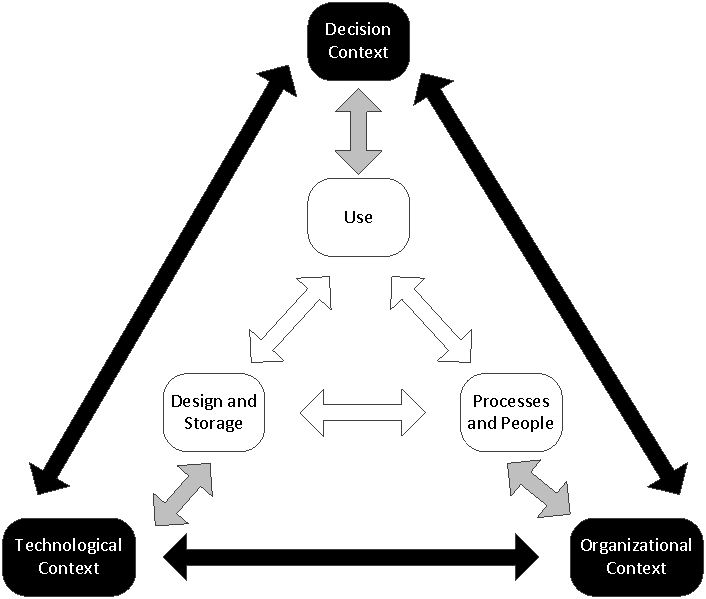 Decision
Context
Use
Design and
Storage
Processes
and People
Technological
Context
Organizational
Context